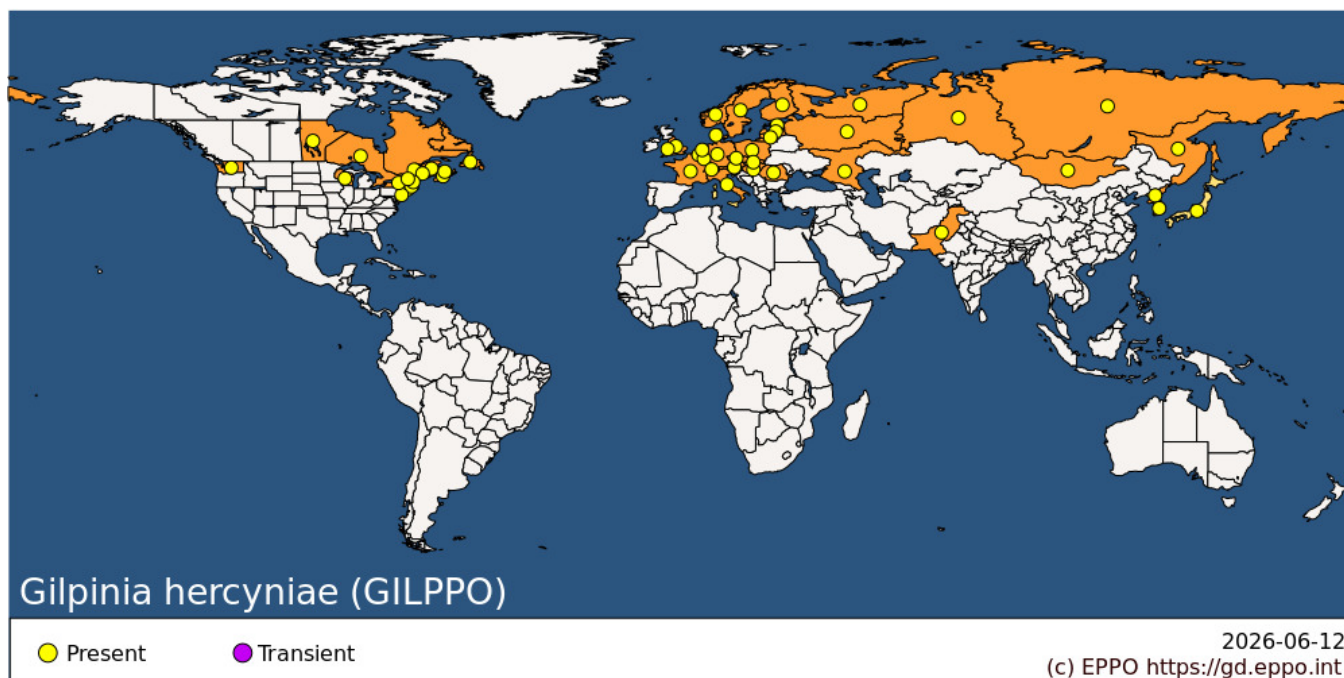 Gilpinia hercyniae (GILPPO)
Present
Transient
2026-06-12
(c) EPPO https://gd.eppo.int